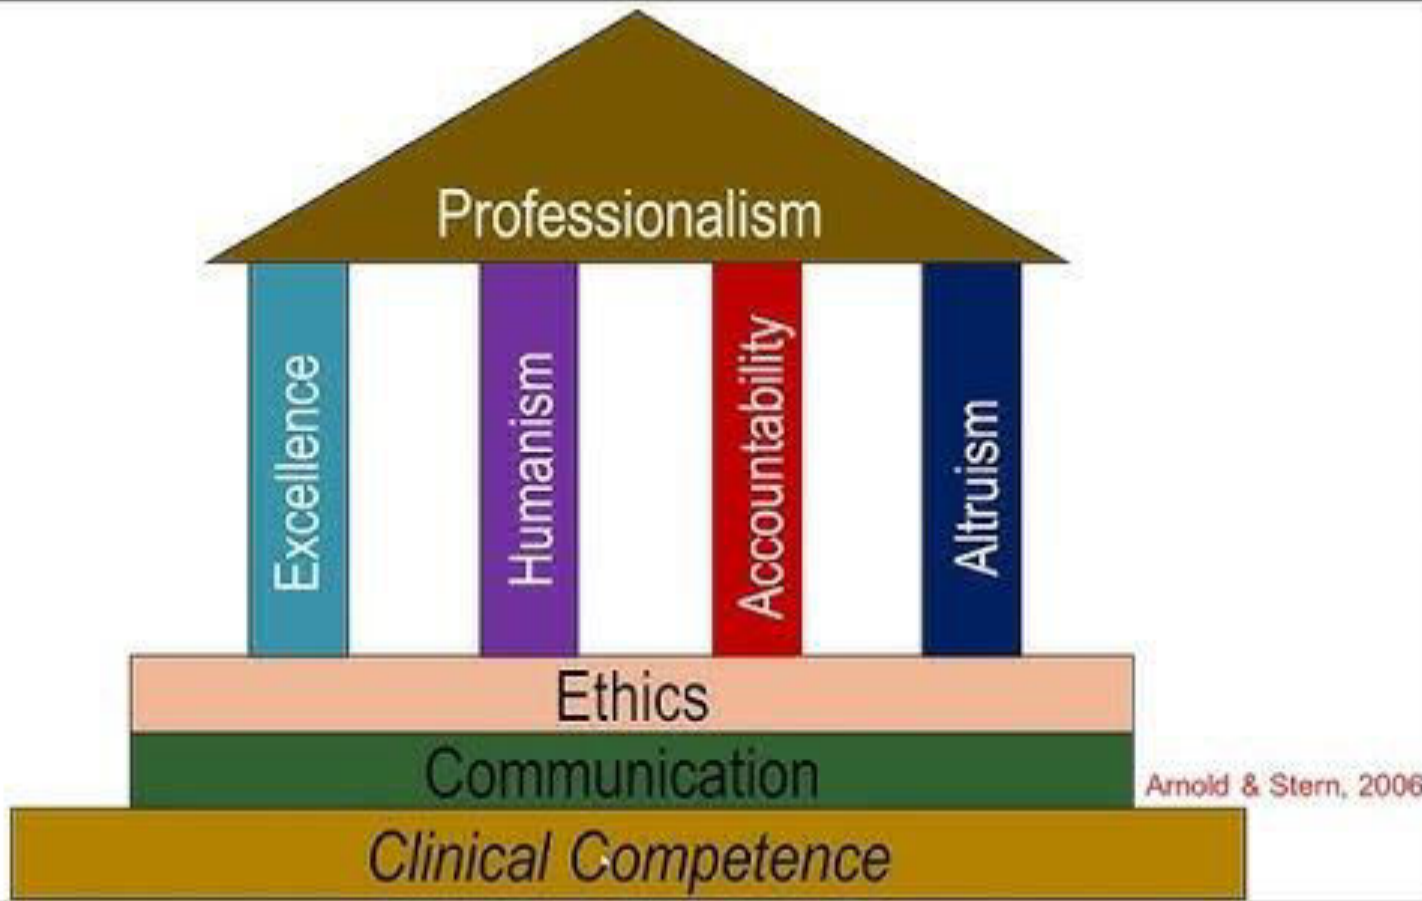 Professionalism
Excellence
Humanism
Accountability
Altruism
Ethics
Communication
Arnold & Stern, 2006
Clinical Competence